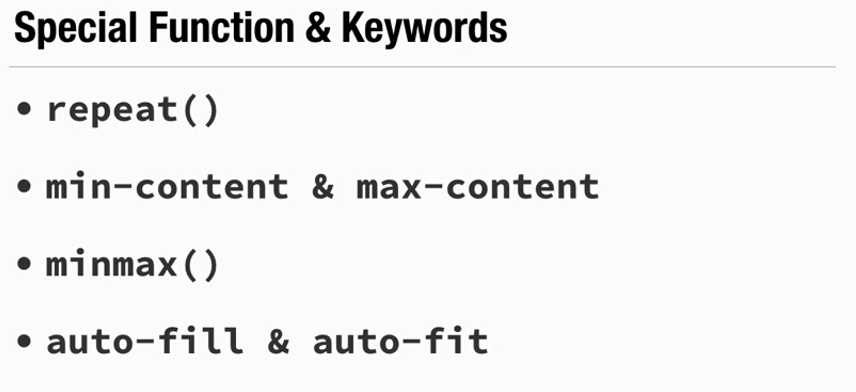 Special Function & Keywords
• repeat()
• min-content & max-content
• minmax()
• auto-fill & auto-fit